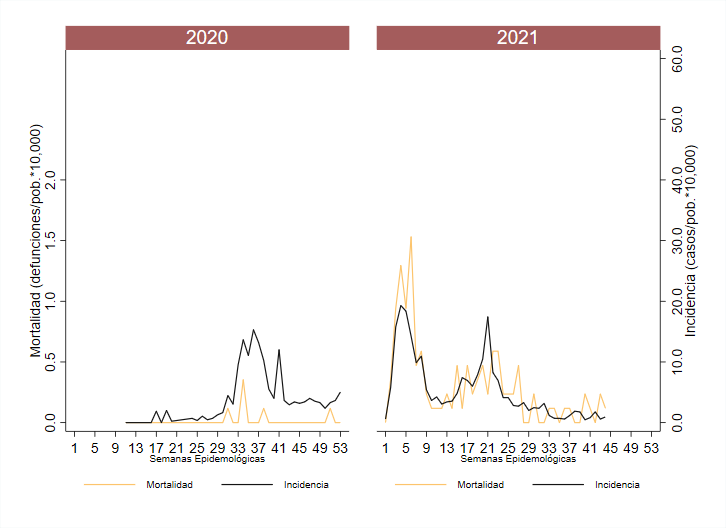 2020 2021
Mortalidad (defunciones/pob.*10,000)
0.0 0.5 1.0 1.5 2.0
Incidencia (casos/pob.*10,000)
0.0 10.0 20.0 30.0 40.0 50.0 60.0
1 5 9 13 17 21 25 29 33 37 41 45 49 53 1 5 9 13 17 21 25 29 33 37 41 45 49 53
Semanas Epidemológicas Semanas Epidemológicas
Mortalidad Incidencia Mortalidad Incidencia